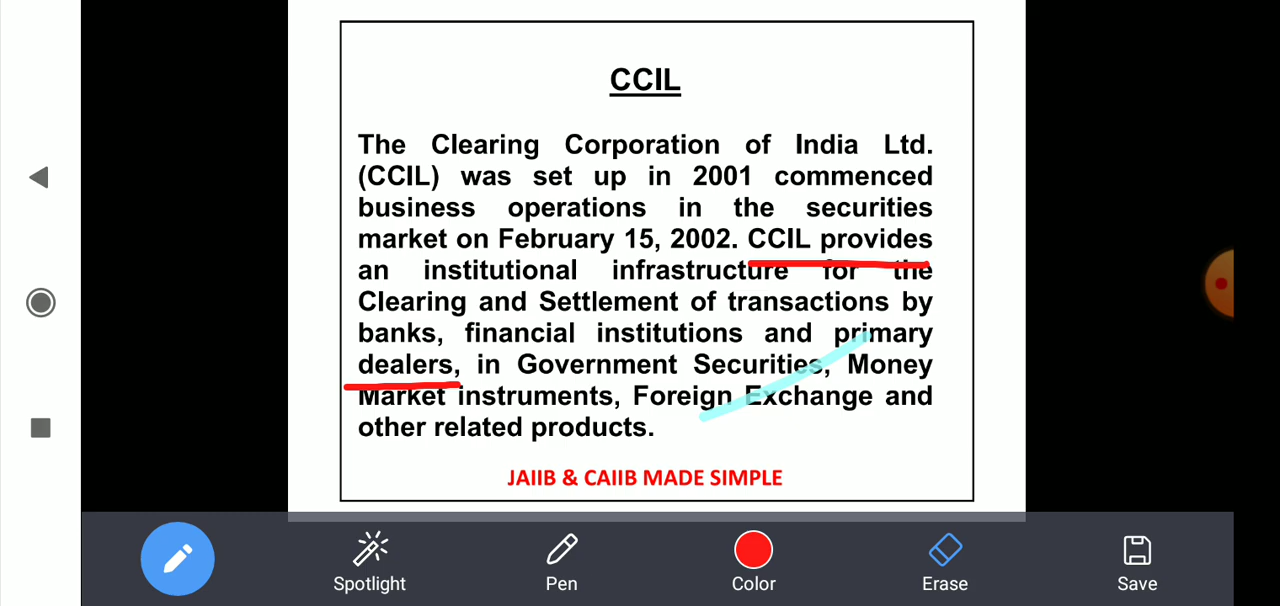 CCIL
The Clearing Corporation of India Ltd.
(CCIL) was set up in 2001 commenced
business operations in the securities
market on February 15, 2002. CCIL provides
an institutional infrastructure for the
Clearing and Settlement of transactions by
banks, financial institutions and primary
dealers, in Government Securities, Money
Market instruments, Foreign Exchange and
other related products.
JAIIB & CAIIB MADE SIMPLE
Spotlight Pen Color Erase Save